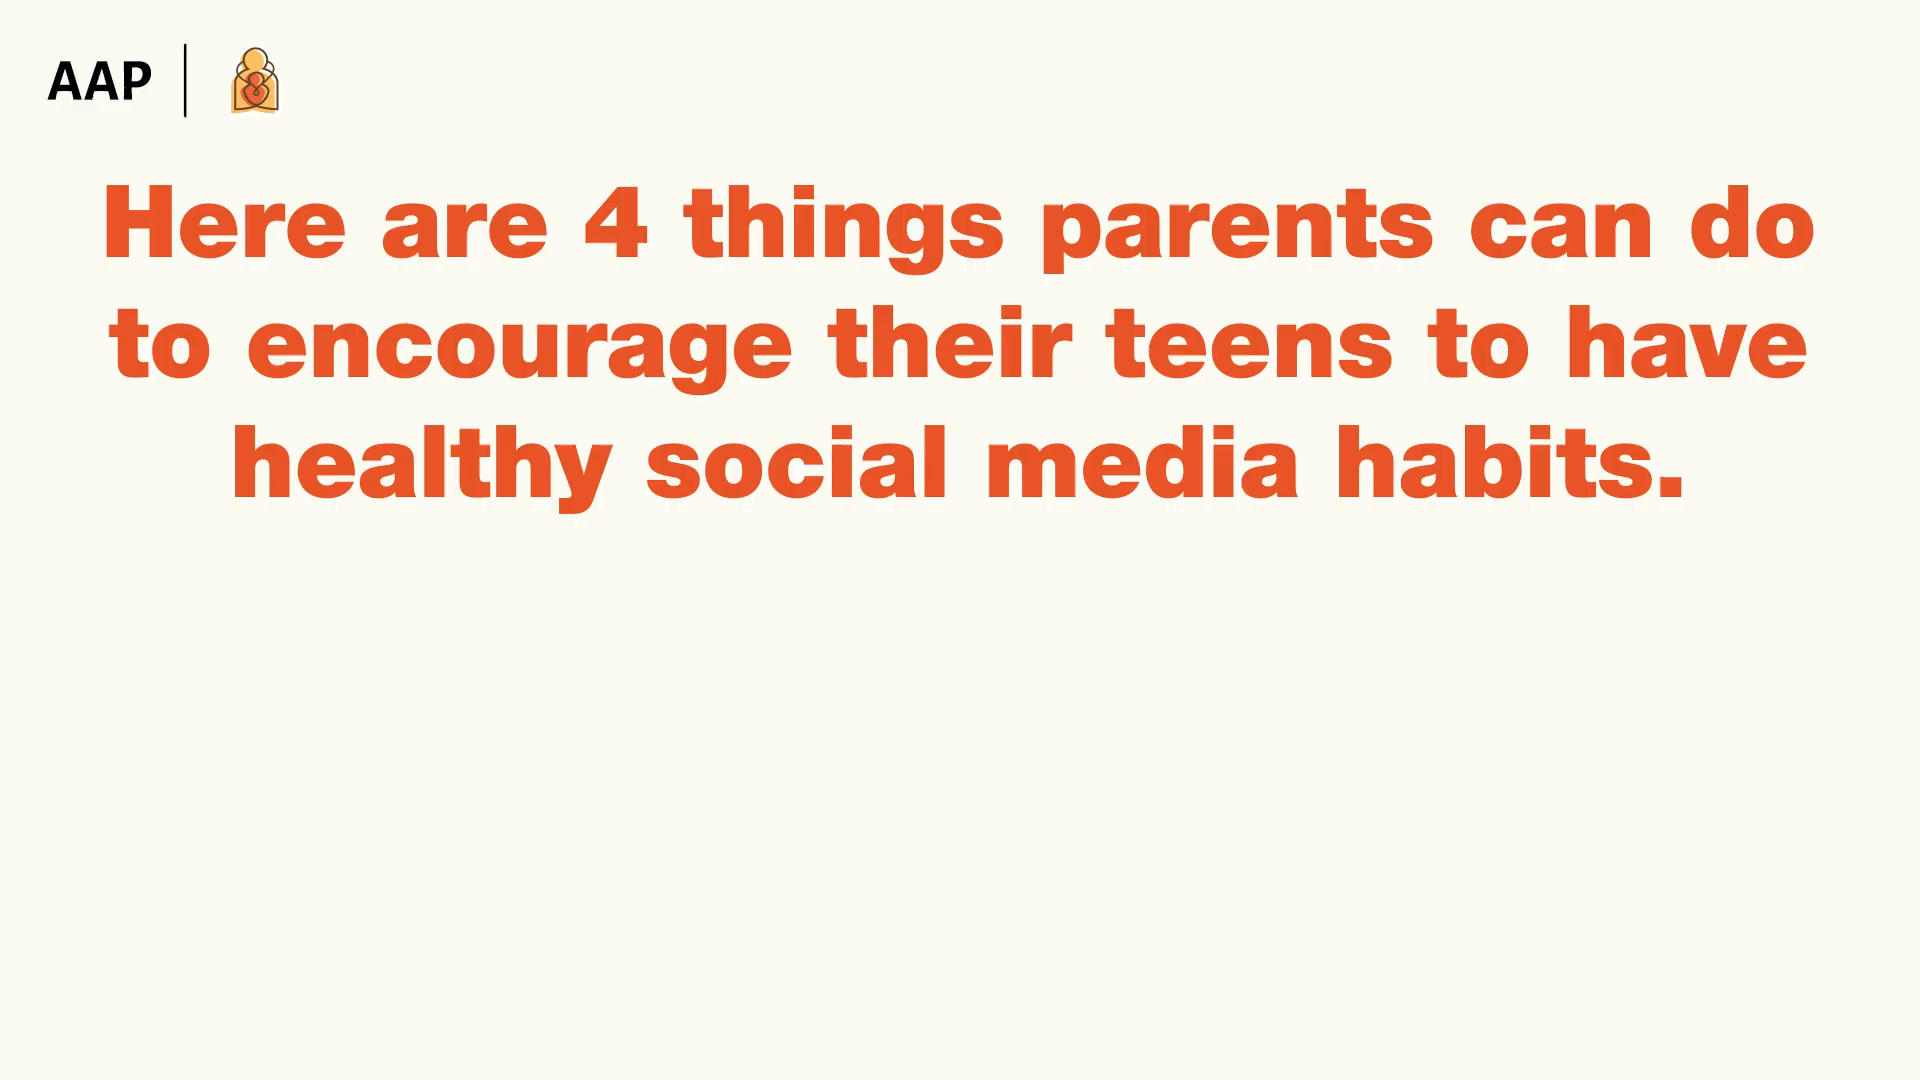 AAP
Here are 4 things parents can do
to encourage their teens to have
healthy social media habits.